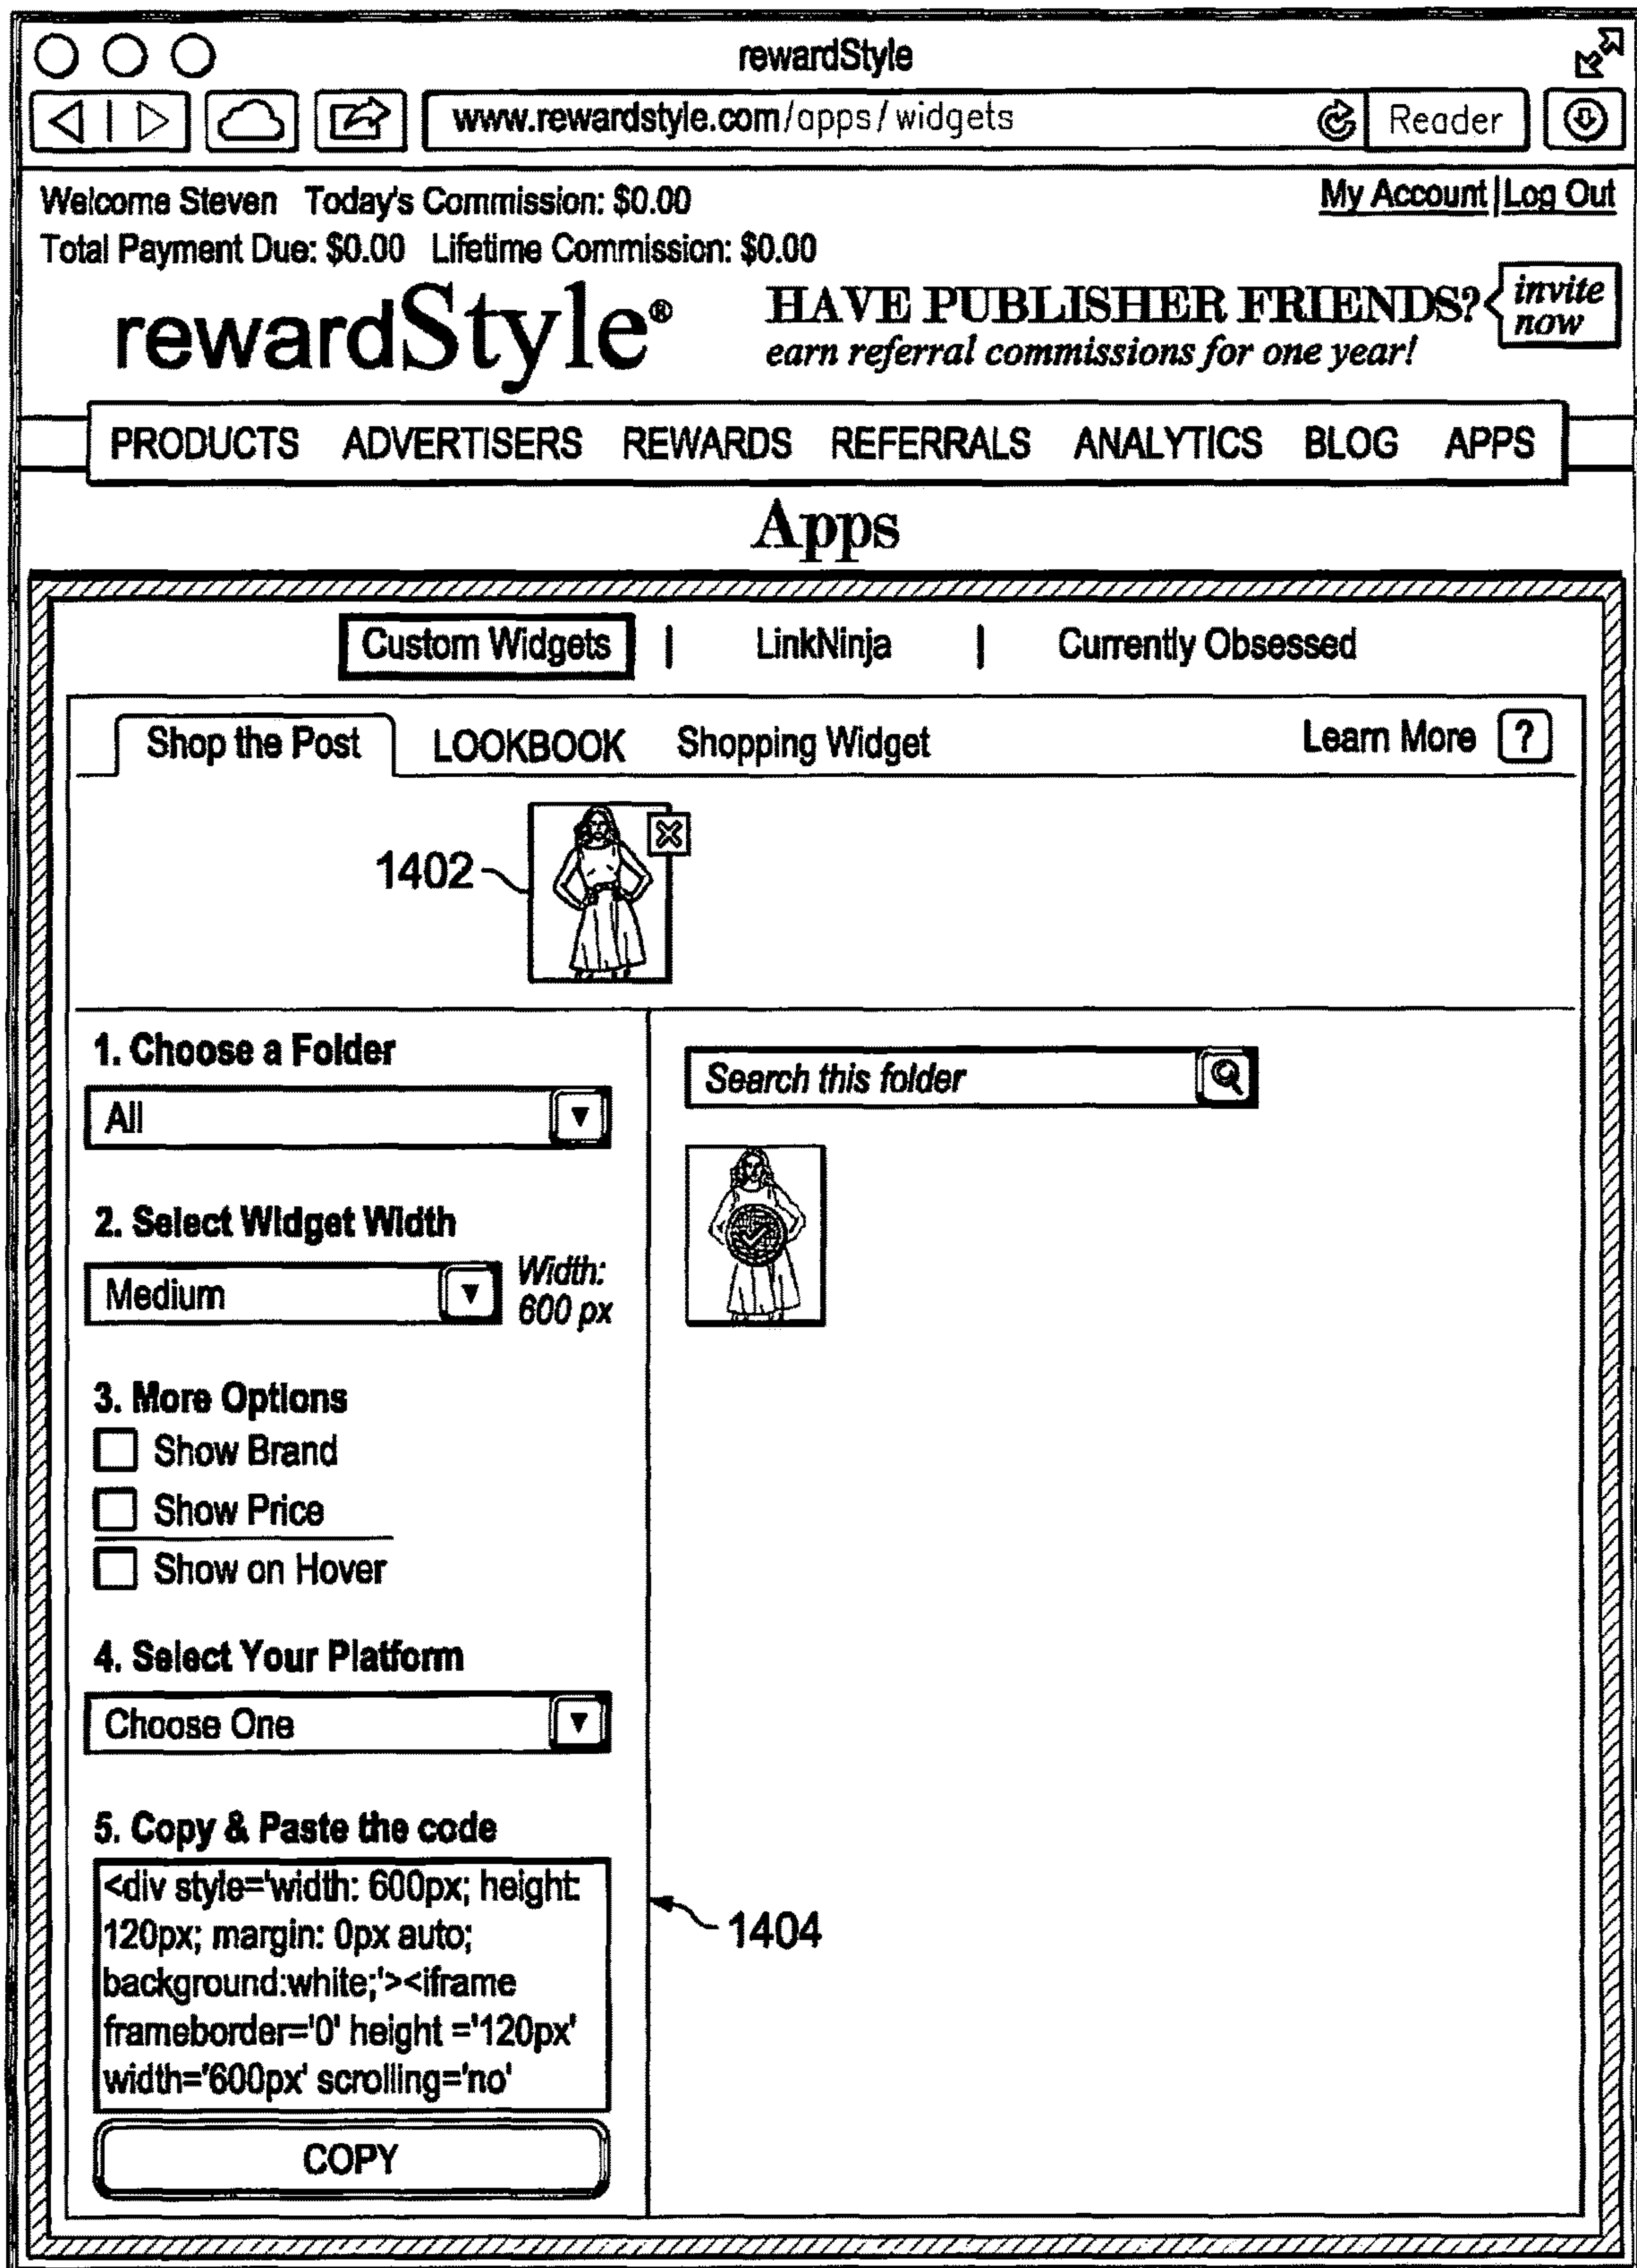 rewardStyle
www.rewardstyle.com/apps/widgets
Reader
Welcome Steven Today's Commission: $0.00
My Account|Log Out
Total Payment Due: $0.00 Lifetime Commission: $0.00
rewardStyle®
HAVE PUBLISHER FRIENDS?
earn referral commissions for one year!
invite
now
PRODUCTS ADVERTISERS REWARDS REFERRALS ANALYTICS BLOG APPS
Apps
Custom Widgets | LinkNinja | Currently Obsessed
Shop the Post LOOKBOOK Shopping Widget Learn More ?
1402
1. Choose a Folder
All
Search this folder
2. Select Widget Width
Medium
Width:
600 px
3. More Options
Show Brand
Show Price
Show on Hover
4. Select Your Platform
Choose One
5. Copy & Paste the code
<div style='width: 600px; height:
120px; margin: 0px auto;
background:white;'><iframe
frameborder='0' height ='120px'
width='600px' scrolling='no'
1404
COPY